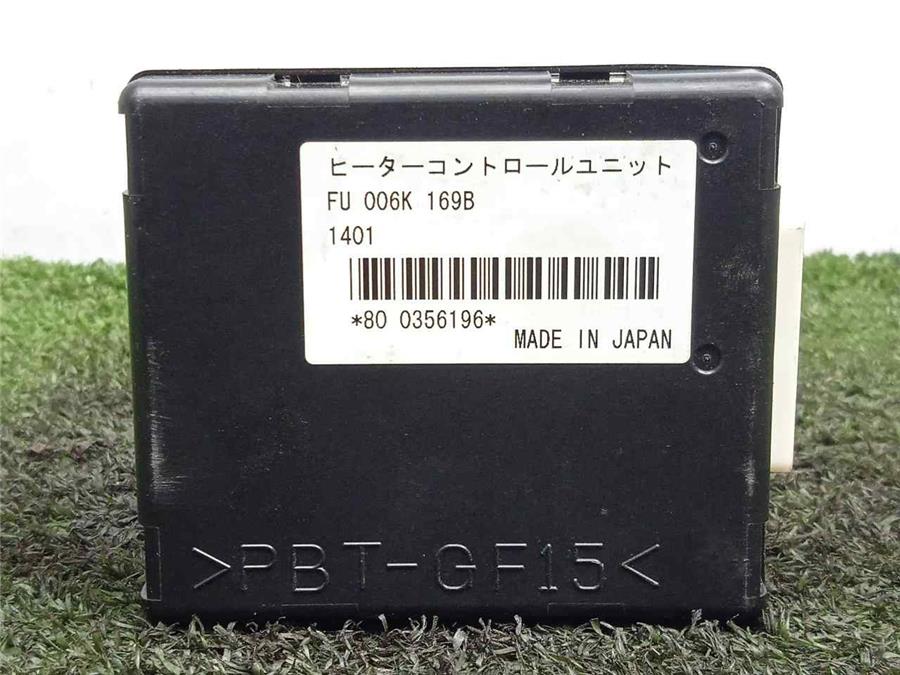 ヒーターコントロールユニット
FU 006K 169B
1401
*80 0356196*
MADE IN JAPAN
>PBT-GF15<